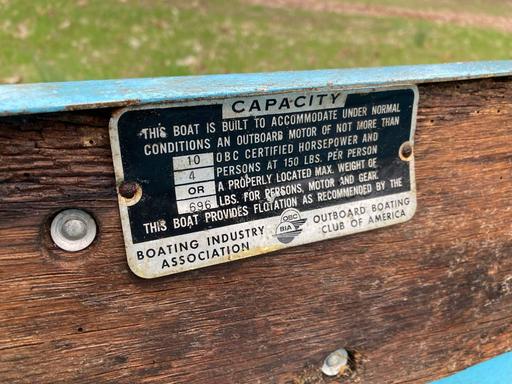 CAPACITY
THIS BOAT IS BUILT TO ACCOMMODATE UNDER NORMAL
CONDITIONS AN OUTBOARD MOTOR OF NOT MORE THAN
10 OBC CERTIFIED HORSEPOWER AND
4 PERSONS AT 150 LBS. PER PERSON
OR A PROPERLY LOCATED MAX. WEIGHT OF
696 LBS. FOR PERSONS, MOTOR AND GEAR.
THIS BOAT PROVIDES FLOTATION AS RECOMMENDED BY THE
BOATING INDUSTRY
ASSOCIATION
OBC
BIA
OUTBOARD BOATING
CLUB OF AMERICA